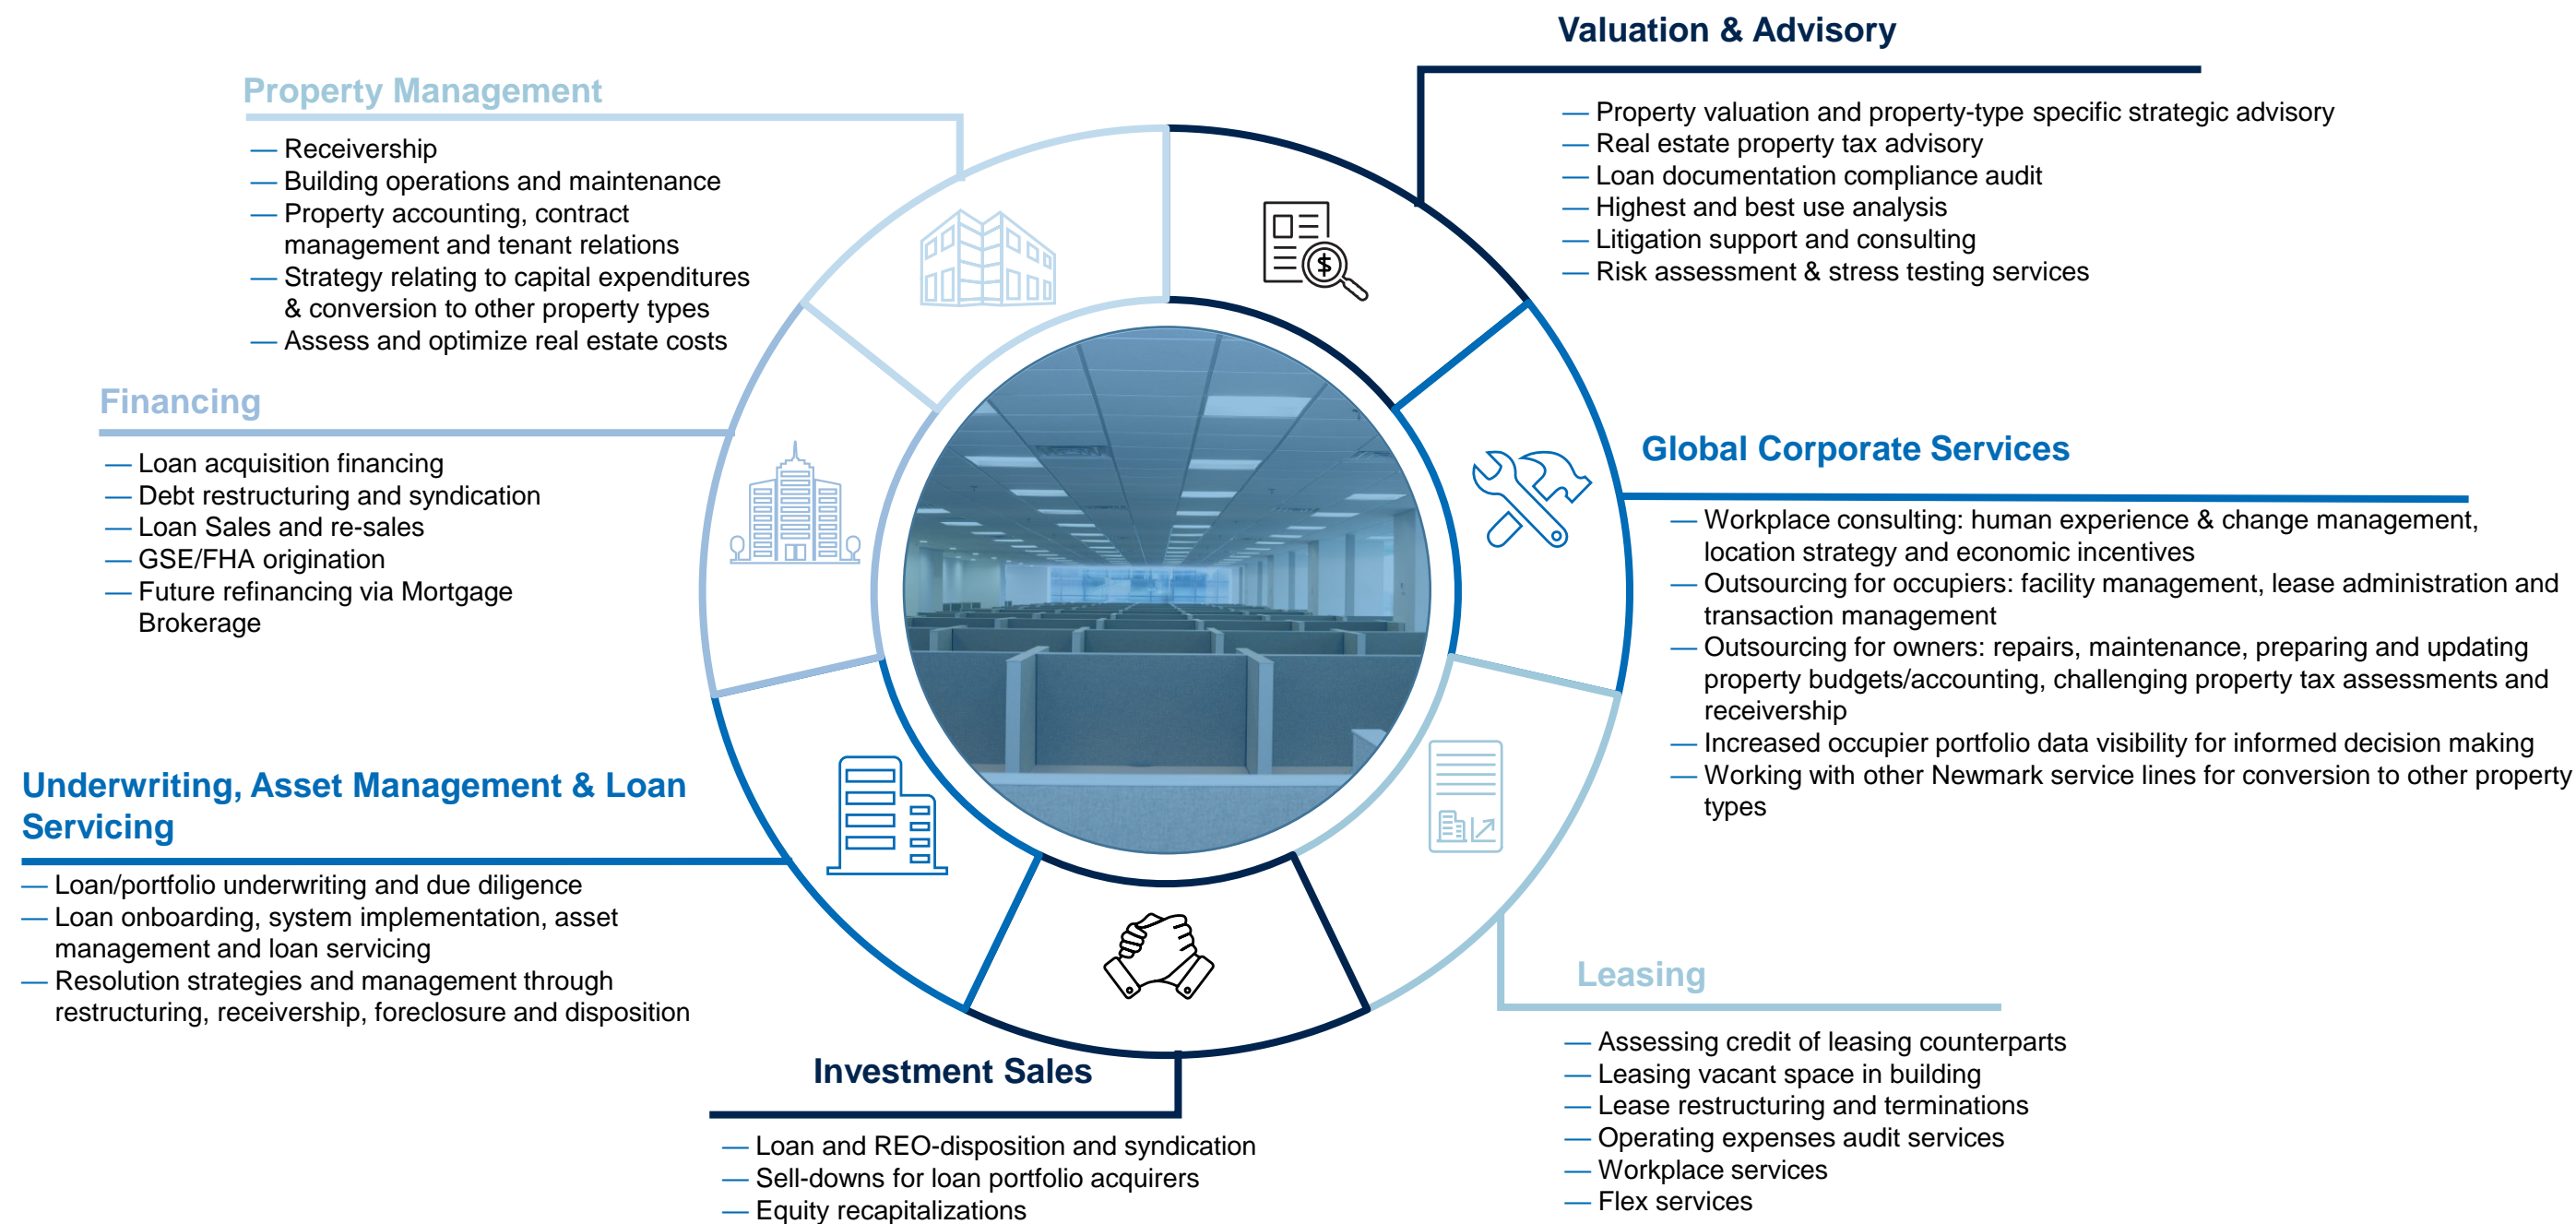 Valuation & Advisory
— Property valuation and property-type specific strategic advisory
— Real estate property tax advisory
— Loan documentation compliance audit
— Highest and best use analysis
— Litigation support and consulting
— Risk assessment & stress testing services
Property Management
— Receivership
— Building operations and maintenance
— Property accounting, contract
management and tenant relations
— Strategy relating to capital expenditures
& conversion to other property types
— Assess and optimize real estate costs
$
Financing
— Loan acquisition financing
— Debt restructuring and syndication
— Loan Sales and re-sales
— GSE/FHA origination
— Future refinancing via Mortgage
Brokerage
Global Corporate Services
— Workplace consulting: human experience & change management,
location strategy and economic incentives
— Outsourcing for occupiers: facility management, lease administration and
transaction management
— Outsourcing for owners: repairs, maintenance, preparing and updating
property budgets/accounting, challenging property tax assessments and
receivership
— Increased occupier portfolio data visibility for informed decision making
— Working with other Newmark service lines for conversion to other property
types
Underwriting, Asset Management & Loan
Servicing
— Loan/portfolio underwriting and due diligence
— Loan onboarding, system implementation, asset
management and loan servicing
— Resolution strategies and management through
restructuring, receivership, foreclosure and disposition
Leasing
— Assessing credit of leasing counterparts
— Leasing vacant space in building
— Lease restructuring and terminations
— Operating expenses audit services
— Workplace services
— Flex services
Investment Sales
— Loan and REO-disposition and syndication
— Sell-downs for loan portfolio acquirers
— Equity recapitalizations